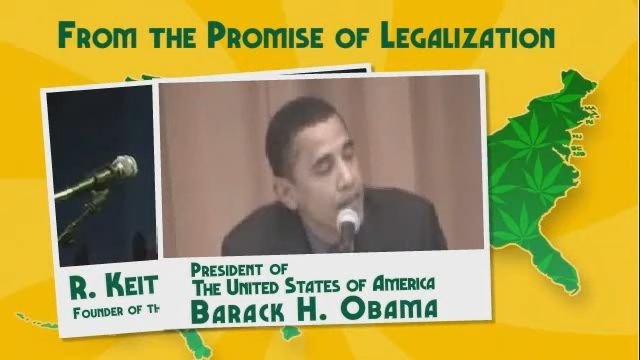 From the Promise of Legalization
R. Keit
Founder of th
President of
The United States of America
Barack H. Obama